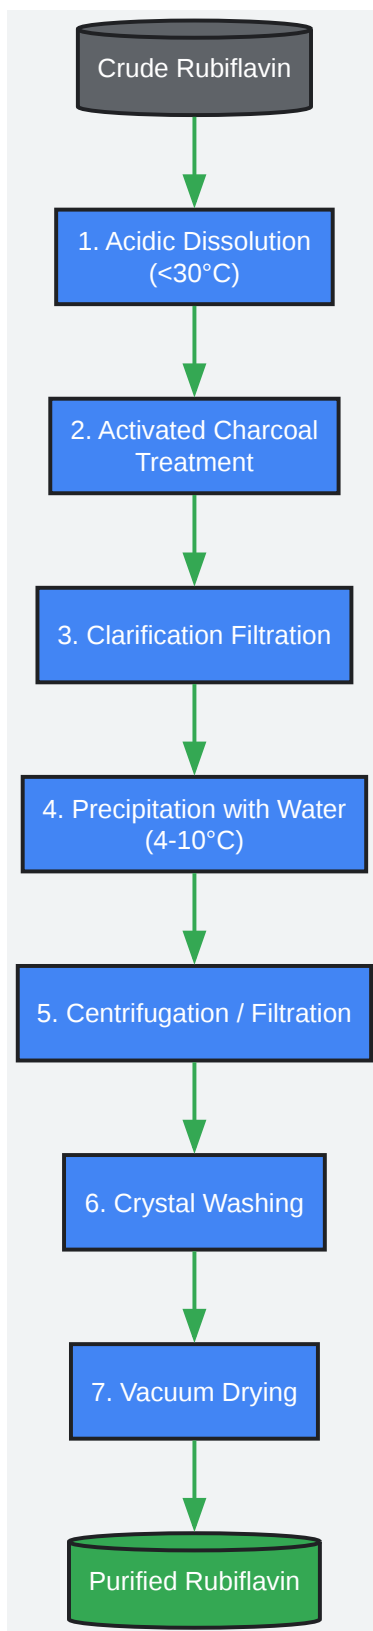 Crude Rubiflavin
1. Acidic Dissolution
(<30°C)
2. Activated Charcoal
Treatment
3. Clarification Filtration
4. Precipitation with Water
(4-10°C)
5. Centrifugation / Filtration
6. Crystal Washing
7. Vacuum Drying
Purified Rubiflavin